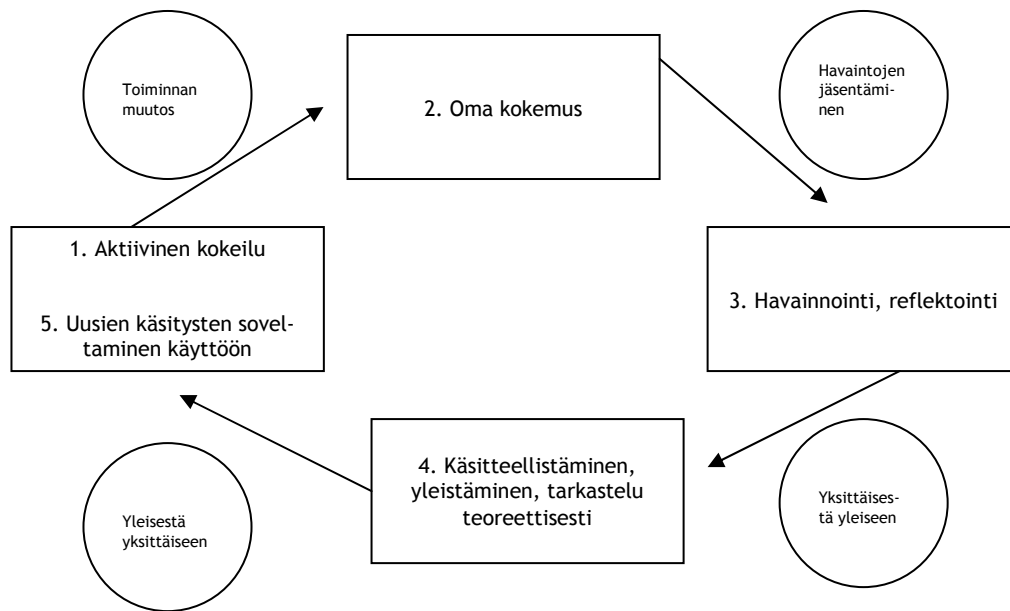 Toiminnan
muutos
2. Oma kokemus
Havaintojen
jäsentämi-
nen
1. Aktiivinen kokeilu
5. Uusien käsitysten sovel-
taminen käyttöön
3. Havainnointi, reflektointi
4. Käsitteellistäminen,
yleistäminen, tarkastelu
teoreettisesti
Yleisestä
yksittäiseen
Yksittäises-
tä yleiseen